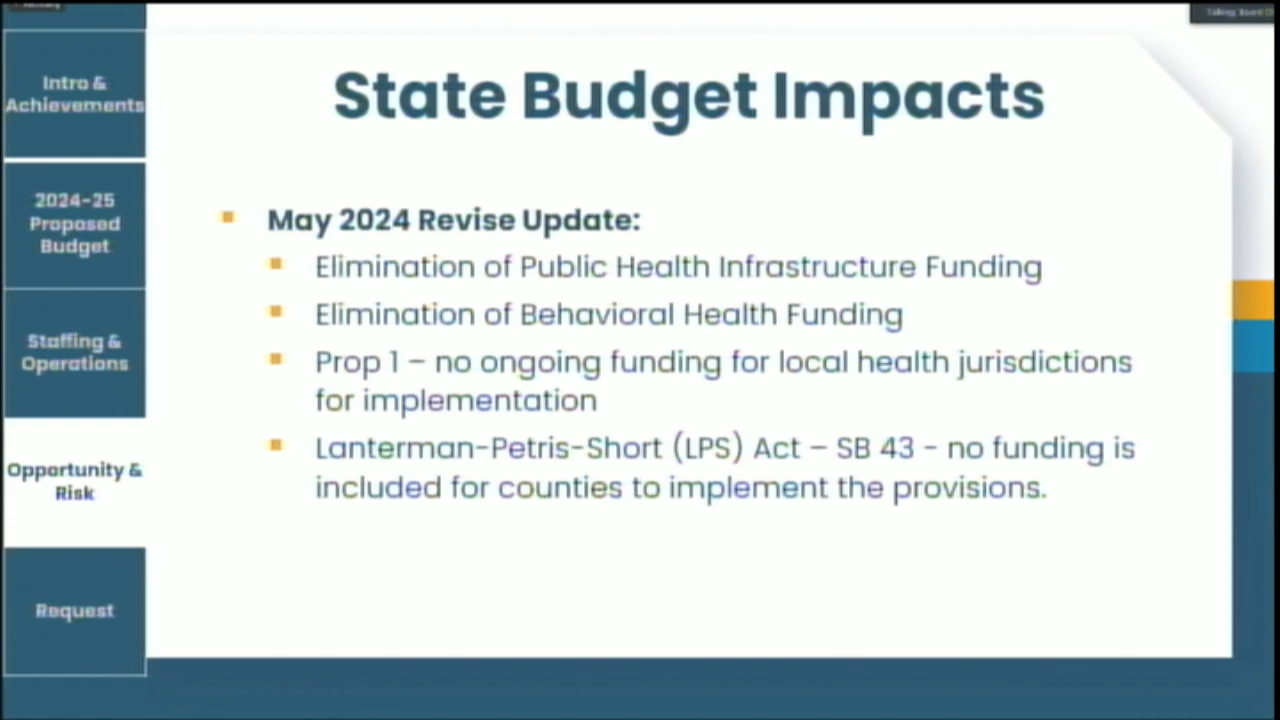 Intro &
Achievements
2024-25
Proposed
Budget
Staffing &
Operations
Opportunity &
Risk
Request
State Budget Impacts
May 2024 Revise Update:
Elimination of Public Health Infrastructure Funding
Elimination of Behavioral Health Funding
Prop 1 – no ongoing funding for local health jurisdictions
for implementation
Lanterman-Petris-Short (LPS) Act – SB 43 - no funding is
included for counties to implement the provisions.